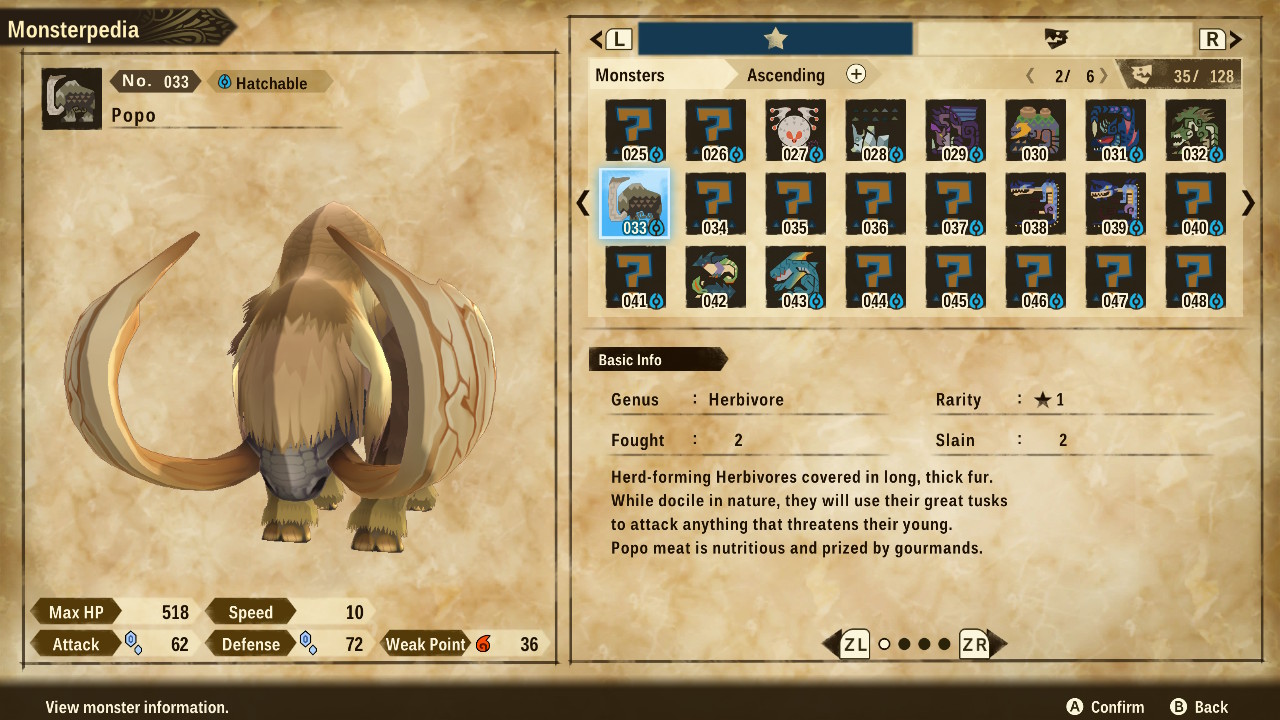 Monsterpedia
No. 033
Hatchable
Popo
L
R
Monsters
Ascending
2/ 6
35/ 128
025 026 027 028 029 030 031 032
033 034 035 036 037 038 039 040
041 042 043 044 045 046 047 048
Basic Info
Genus : Herbivore
Rarity : ★ 1
Fought : 2
Slain : 2
Herd-forming Herbivores covered in long, thick fur.
While docile in nature, they will use their great tusks
to attack anything that threatens their young.
Popo meat is nutritious and prized by gourmands.
Max HP 518
Speed 10
Attack 62
Defense 72
Weak Point 36
ZL
ZR
View monster information.
A Confirm
B Back